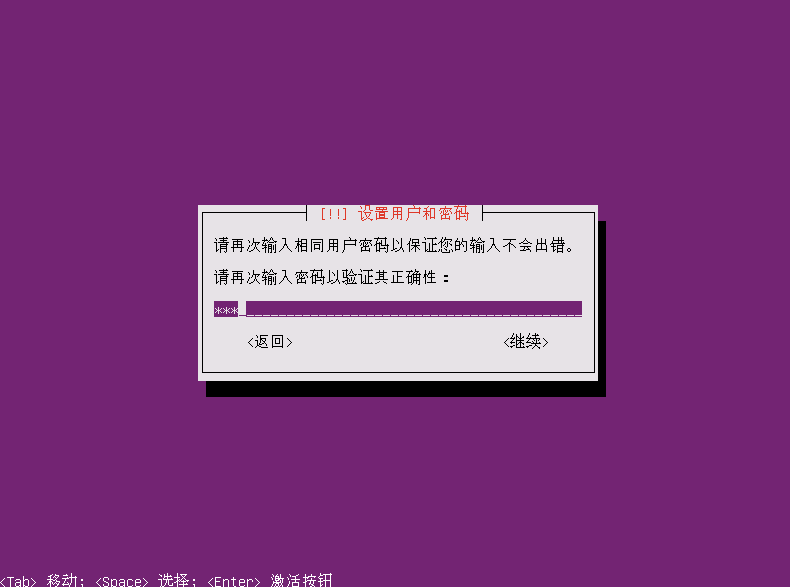 [!!] 设置用户和密码
请再次输入相同用户密码以保证您的输入不会出错。
请再次输入密码以验证其正确性：
***
<返回> <继续>
<Tab> 移动; <Space> 选择; <Enter> 激活按钮